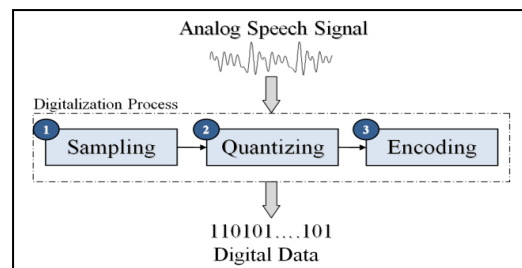 Analog Speech Signal
Digitalization Process
1 Sampling
2 Quantizing
3 Encoding
110101....101
Digital Data